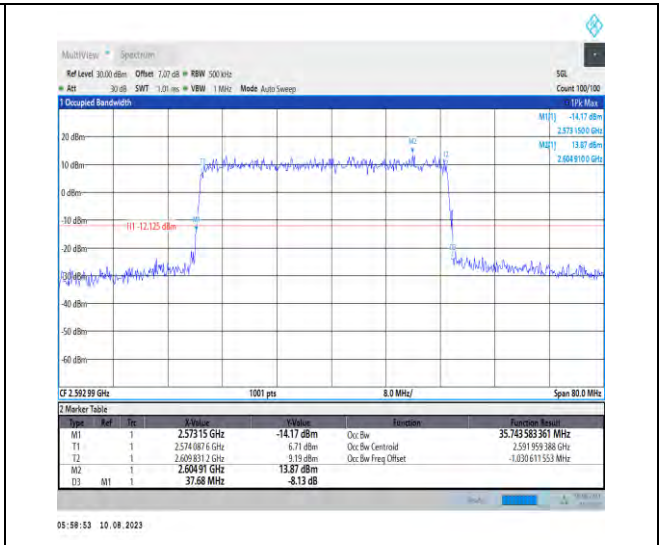 MultiView Spectrum
Ref Level 30.00 dBm Offset 7.07 dB RBW 500 kHz SGL
Att 30 dB SWT 1.01 ms VBW 1 MHz Mode Auto Sweep Count 100/100
1 Occupied Bandwidth 1Pk Max
M1[1] -14.17 dBm
2.573 150 0 GHz
M2[1] 13.87 dBm
2.604 910 0 GHz
M2
20 dBm
T1
T2
10 dBm
0 dBm
-10 dBm
H1 -12.125 dBm
-20 dBm
D3
-30 dBm
-40 dBm
-50 dBm
-60 dBm
CF 2.592 99 GHz 1001 pts 8.0 MHz/ Span 80.0 MHz
2 Marker Table
Type Ref Trc X-Value Y-Value Function Function Result
M1 1 2.57315 GHz -14.17 dBm Occ Bw 35.743 583 361 MHz
T1 1 2.574 087 6 GHz 6.71 dBm Occ Bw Centroid 2.591 959 388 GHz
T2 1 2.609 831 2 GHz 9.19 dBm Occ Bw Freq Offset -1.030 611 553 MHz
M2 1 2.604 91 GHz 13.87 dBm
D3 M1 1 37.68 MHz -8.13 dB
05:58:53 10.08.2023